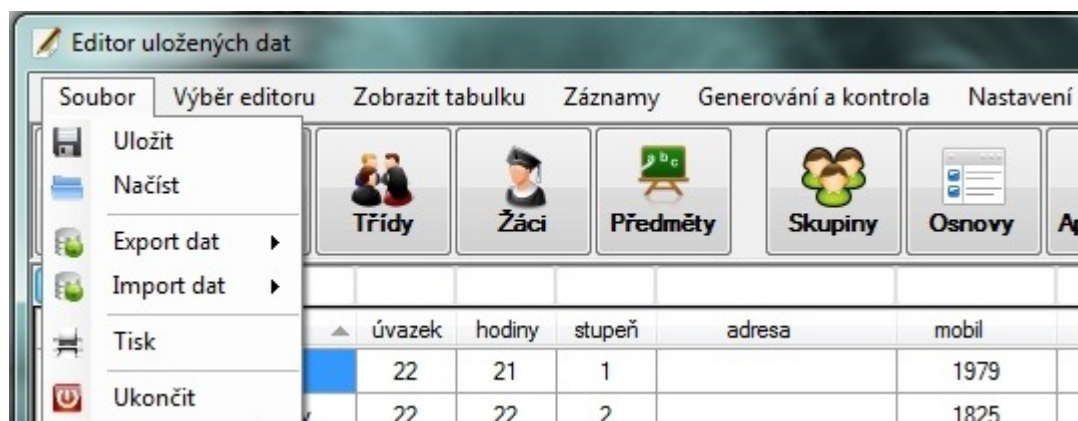 Editor uložených dat
Soubor Výběr editoru Zobrazit tabulku Záznamy Generování a kontrola Nastavení
Uložit
Načíst
Export dat
Import dat
Tisk
Ukončit
Třídy Žáci Předměty Skupiny Osnovy
abc
úvazek hodiny stupeň adresa mobil
22 21 1 1979
22 22 2 1825